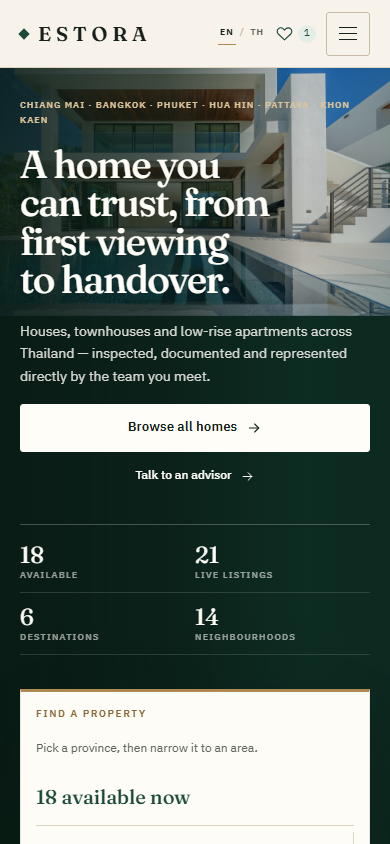 ESTORA
EN / TH
1
CHIANG MAI · BANGKOK · PHUKET · HUA HIN · PATTAYA · KHON
KAEN
A home you
can trust, from
first viewing
to handover.
Houses, townhouses and low-rise apartments across
Thailand — inspected, documented and represented
directly by the team you meet.
Browse all homes →
Talk to an advisor →
18
AVAILABLE
21
LIVE LISTINGS
6
DESTINATIONS
14
NEIGHBOURHOODS
FIND A PROPERTY
Pick a province, then narrow it to an area.
18 available now